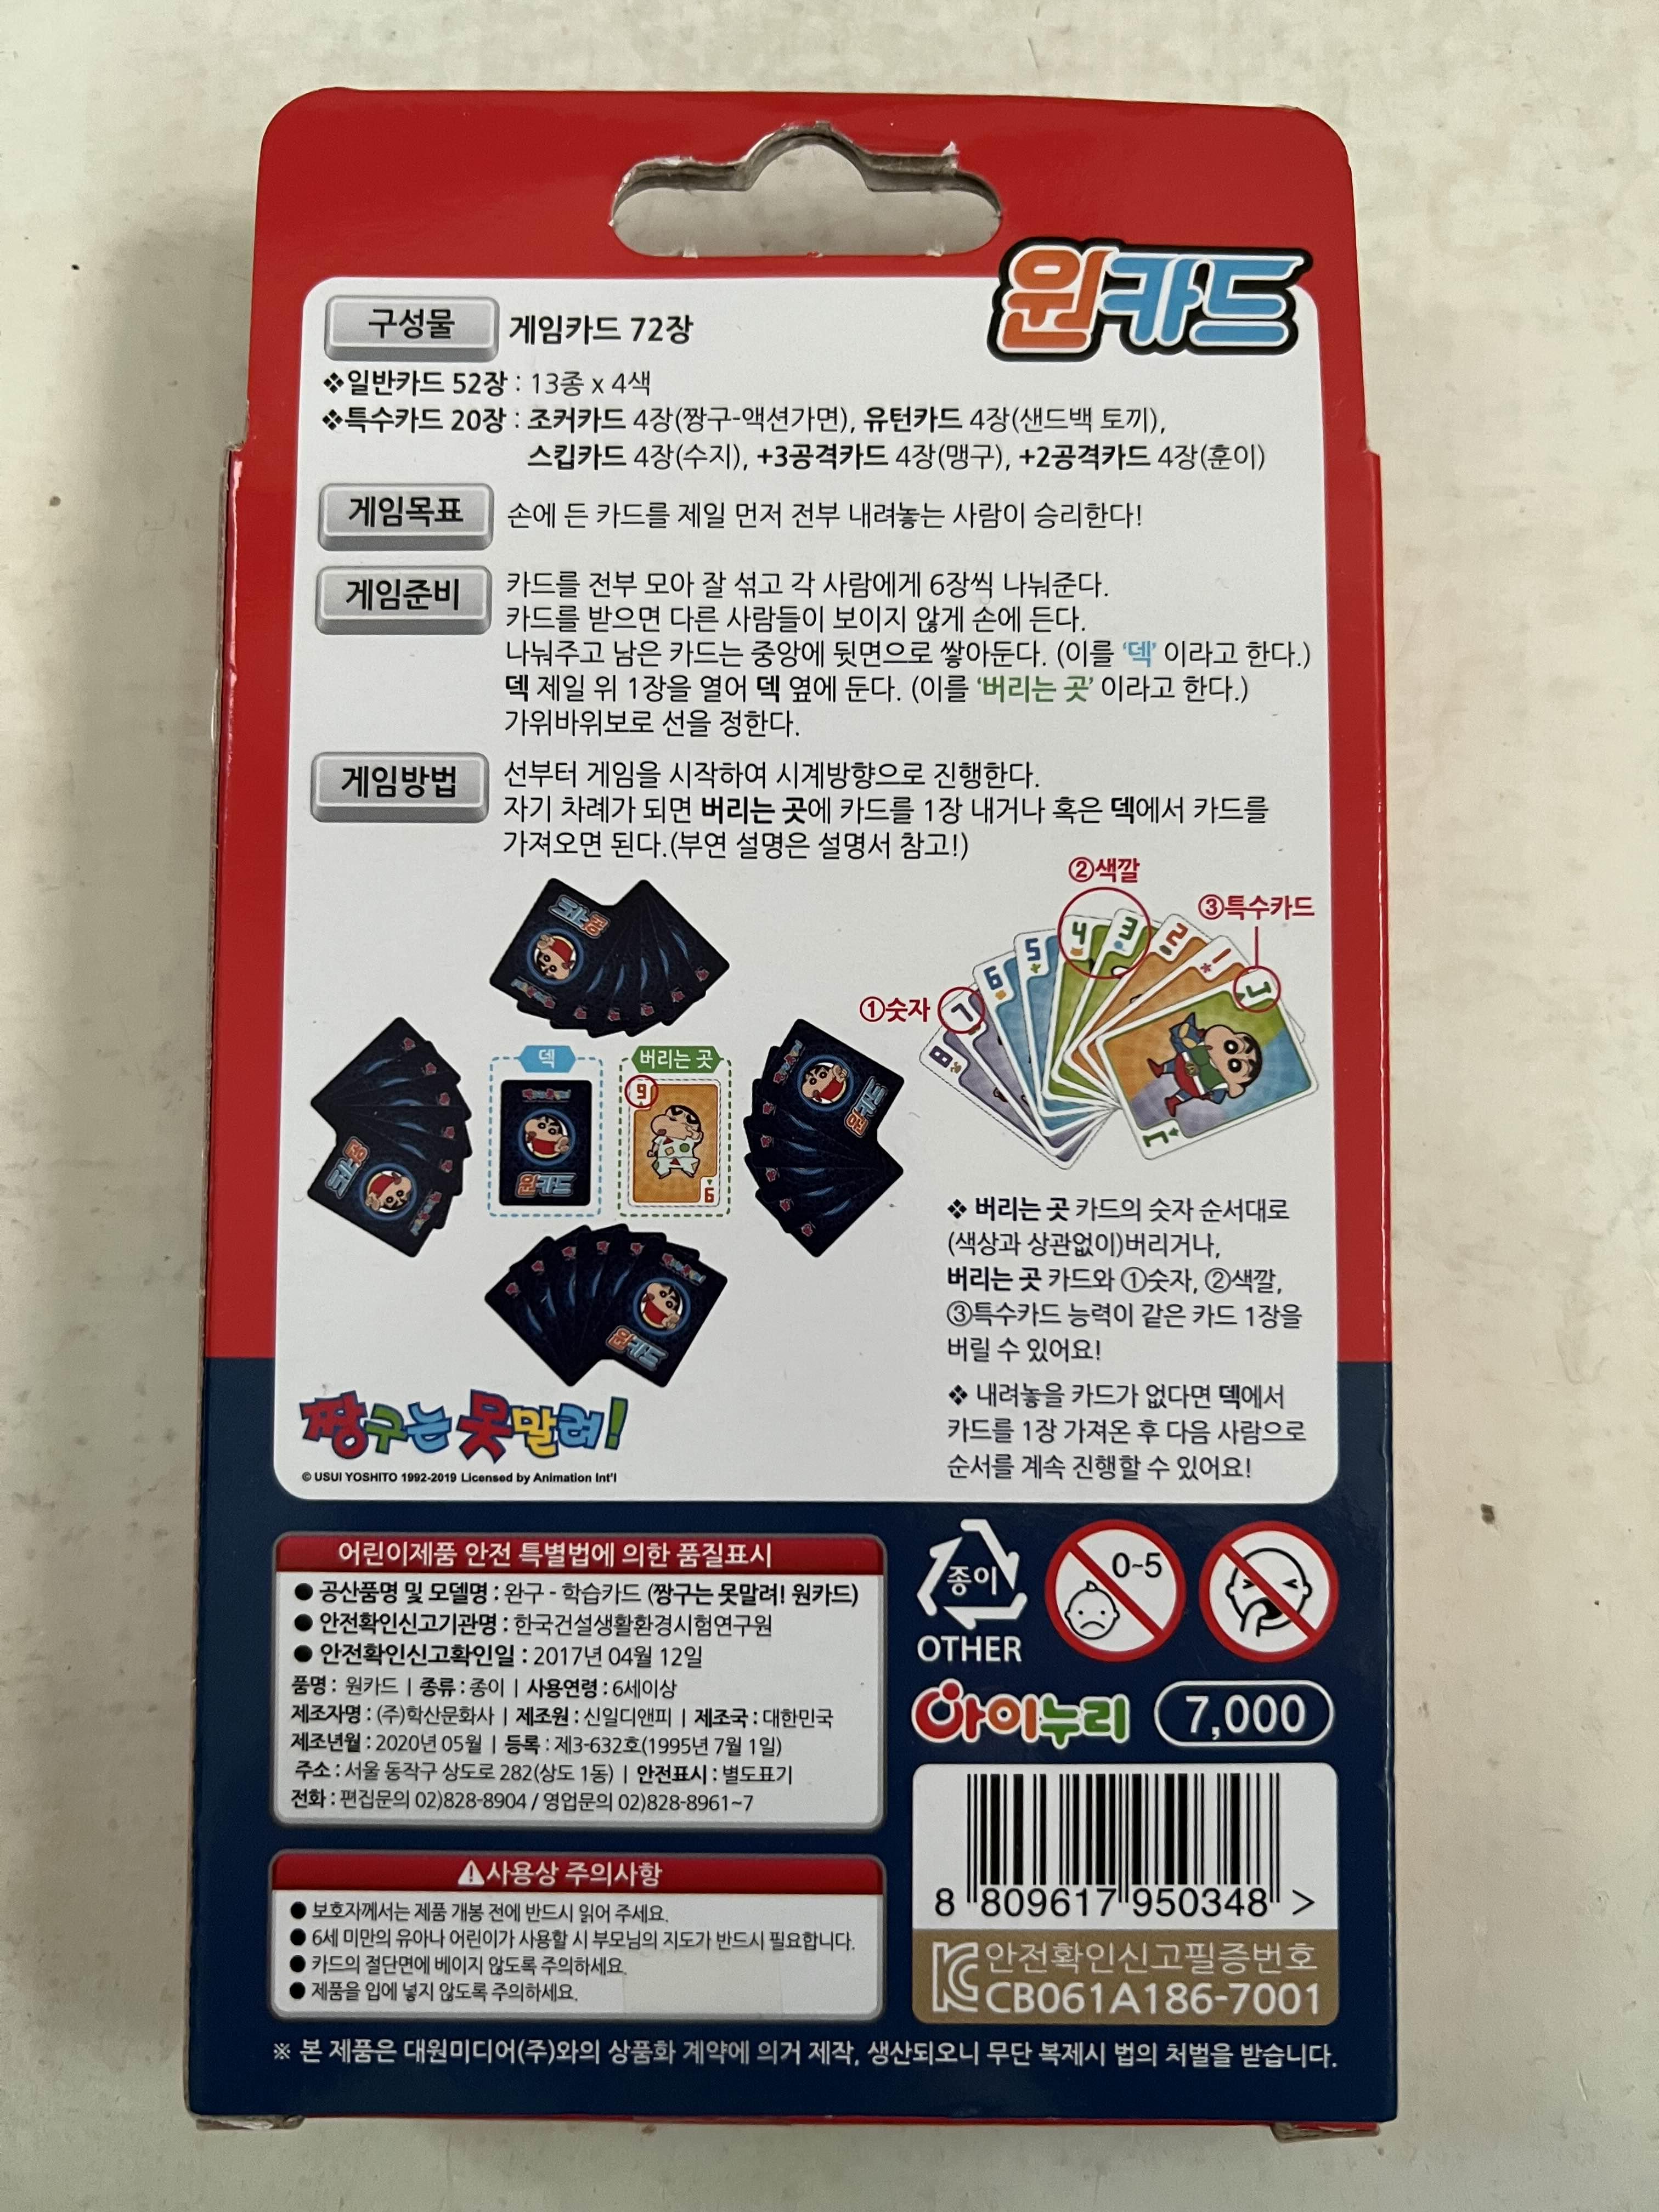 원카드
구성물 게임카드 72장
❖일반카드 52장 : 13종 x 4색
❖특수카드 20장 : 조커카드 4장(짱구-액션가면), 유턴카드 4장(샌드백 토끼),
스킵카드 4장(수지), +3공격카드 4장(맹구), +2공격카드 4장(훈이)
게임목표 손에 든 카드를 제일 먼저 전부 내려놓는 사람이 승리한다!
게임준비 카드를 전부 모아 잘 섞고 각 사람에게 6장씩 나눠준다.
카드를 받으면 다른 사람들이 보이지 않게 손에 든다.
나눠주고 남은 카드는 중앙에 뒷면으로 쌓아둔다. (이를 '덱' 이라고 한다.)
덱 제일 위 1장을 열어 덱 옆에 둔다. (이를 '버리는 곳' 이라고 한다.)
가위바위보로 선을 정한다.
게임방법 선부터 게임을 시작하여 시계방향으로 진행한다.
자기 차례가 되면 버리는 곳에 카드를 1장 내거나 혹은 덱에서 카드를
가져오면 된다.(부연 설명은 설명서 참고!)
②색깔
③특수카드
①숫자
8 7 6 5 4 3 2 1 J
J
덱
버리는 곳
9
9
원카드
원카드
원카드
원카드
원카드
❖ 버리는 곳 카드의 숫자 순서대로
(색상과 상관없이)버리거나,
버리는 곳 카드와 ①숫자, ②색깔,
③특수카드 능력이 같은 카드 1장을
버릴 수 있어요!
❖ 내려놓을 카드가 없다면 덱에서
카드를 1장 가져온 후 다음 사람으로
순서를 계속 진행할 수 있어요!
짱구는 못말려!
© USUI YOSHITO 1992-2019 Licensed by Animation Int'l
어린이제품 안전 특별법에 의한 품질표시
● 공산품명 및 모델명 : 완구 - 학습카드 (짱구는 못말려! 원카드)
● 안전확인신고기관명 : 한국건설생활환경시험연구원
● 안전확인신고확인일 : 2017년 04월 12일
품명 : 원카드 | 종류 : 종이 | 사용연령 : 6세이상
제조자명 : (주)학산문화사 | 제조원 : 신일디앤피 | 제조국 : 대한민국
제조년월 : 2020년 05월 | 등록 : 제3-632호(1995년 7월 1일)
주소 : 서울 동작구 상도로 282(상도 1동) | 안전표시 : 별도표기
전화 : 편집문의 02)828-8904 / 영업문의 02)828-8961~7
종이
OTHER
0~5
아이누리
7,000
8 809617 950348 >
KC 안전확인신고필증번호
CB061A186-7001
⚠사용상 주의사항
● 보호자께서는 제품 개봉 전에 반드시 읽어 주세요.
● 6세 미만의 유아나 어린이가 사용할 시 부모님의 지도가 반드시 필요합니다.
● 카드의 절단면에 베이지 않도록 주의하세요.
● 제품을 입에 넣지 않도록 주의하세요.
※ 본 제품은 대원미디어(주)와의 상품화 계약에 의거 제작, 생산되오니 무단 복제시 법의 처벌을 받습니다.